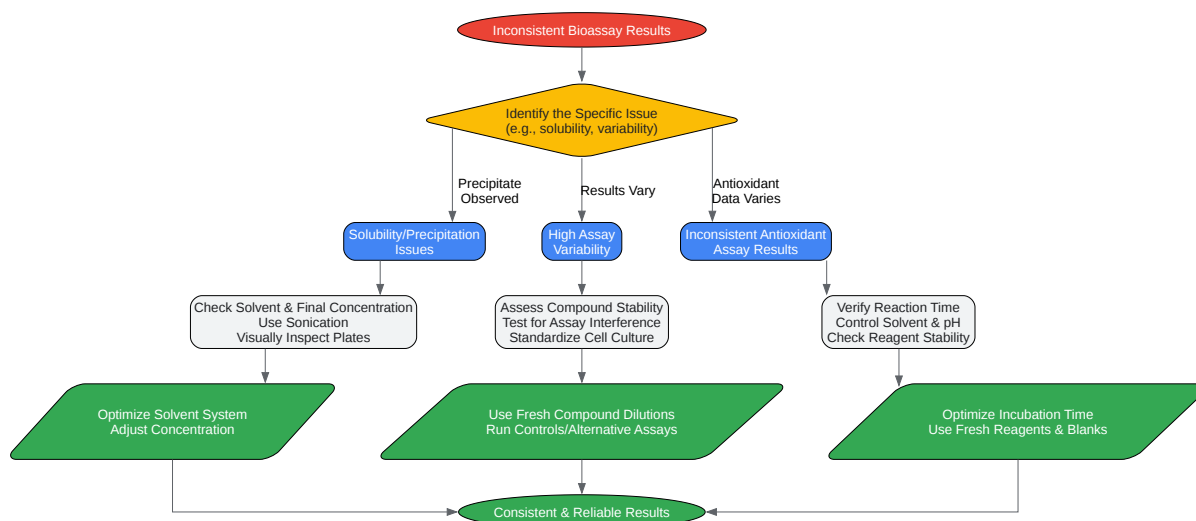 Inconsistent Bioassay Results
Identify the Specific Issue
(e.g., solubility, variability)
Precipitate
Observed
Results Vary
Antioxidant
Data Varies
Solubility/Precipitation
Issues
High Assay
Variability
Inconsistent Antioxidant
Assay Results
Check Solvent & Final Concentration
Use Sonication
Visually Inspect Plates
Assess Compound Stability
Test for Assay Interference
Standardize Cell Culture
Verify Reaction Time
Control Solvent & pH
Check Reagent Stability
Optimize Solvent System
Adjust Concentration
Use Fresh Compound Dilutions
Run Controls/Alternative Assays
Optimize Incubation Time
Use Fresh Reagents & Blanks
Consistent & Reliable Results